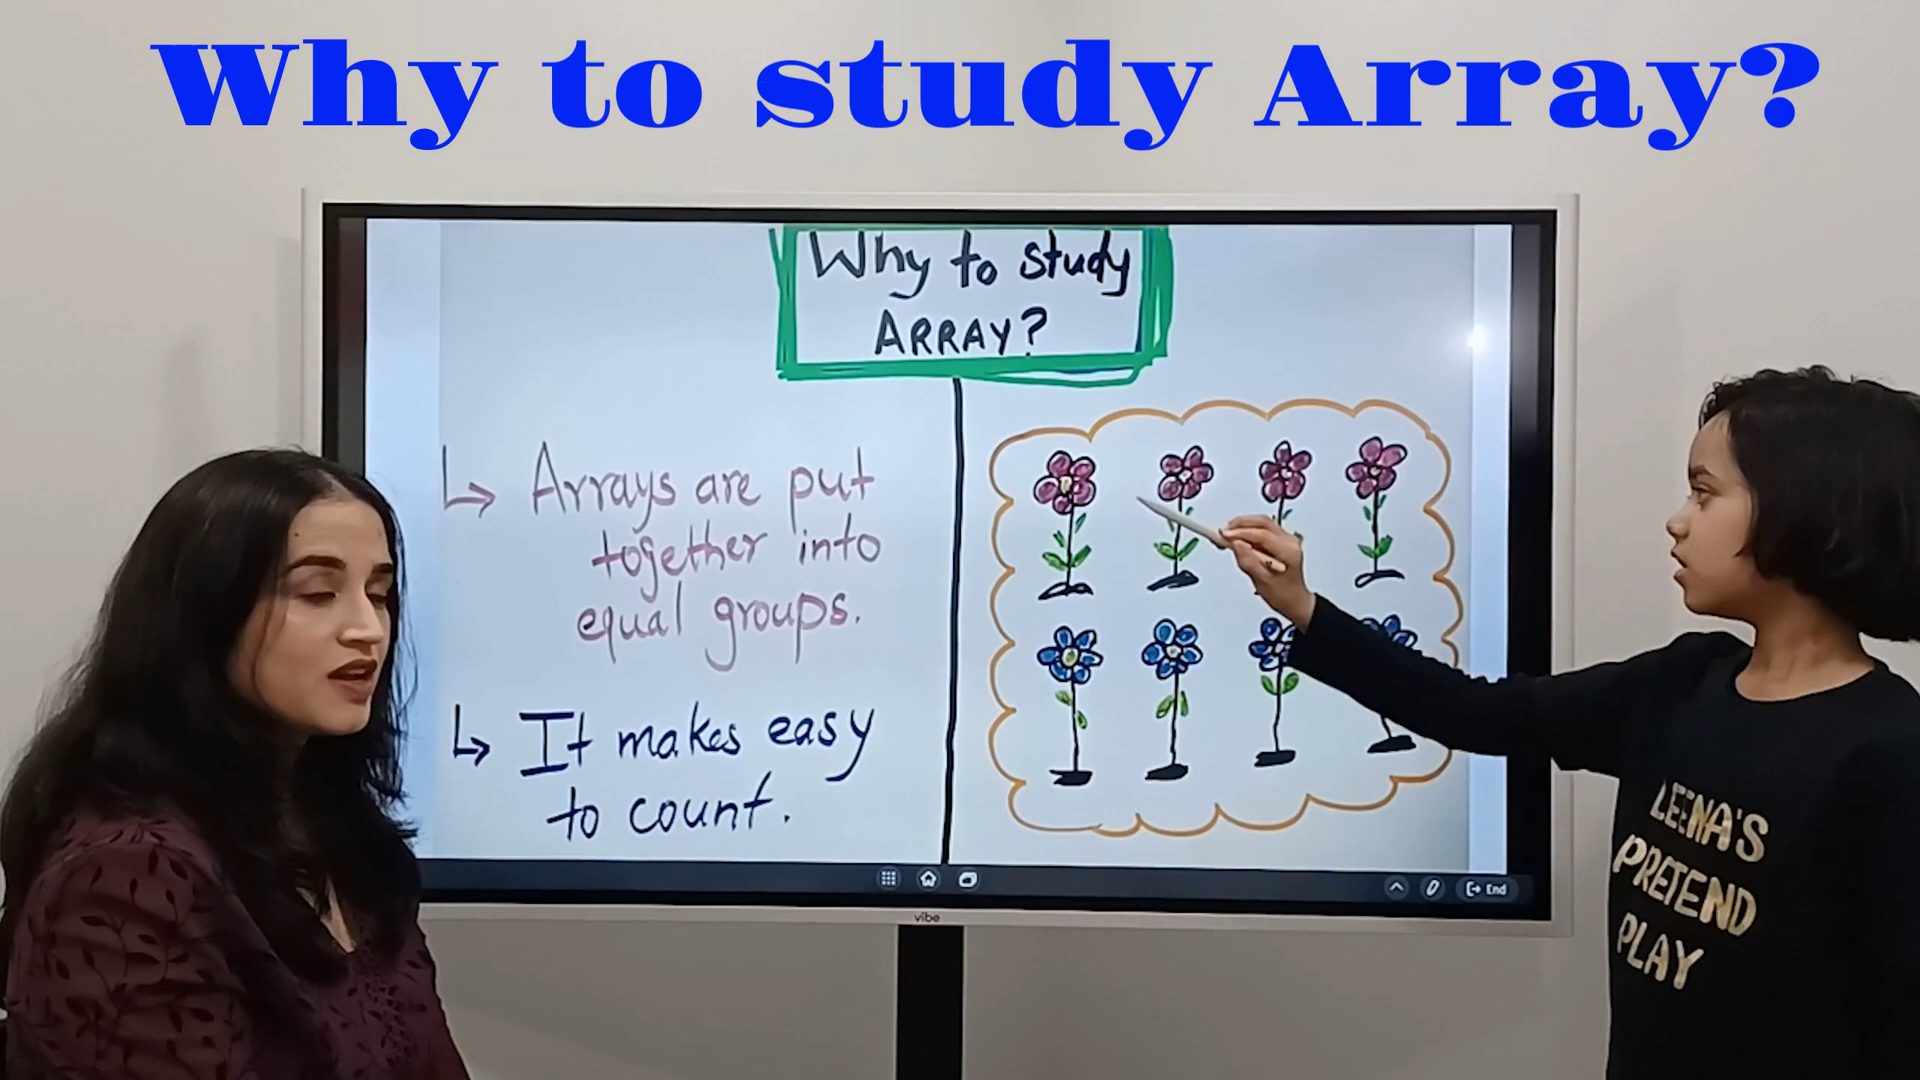 Why to study Array?
Why to study
ARRAY?
↳ Arrays are put
together into
equal groups.
↳ It makes easy
to count.
End
vibe
LEENA'S
PRETEND
PLAY